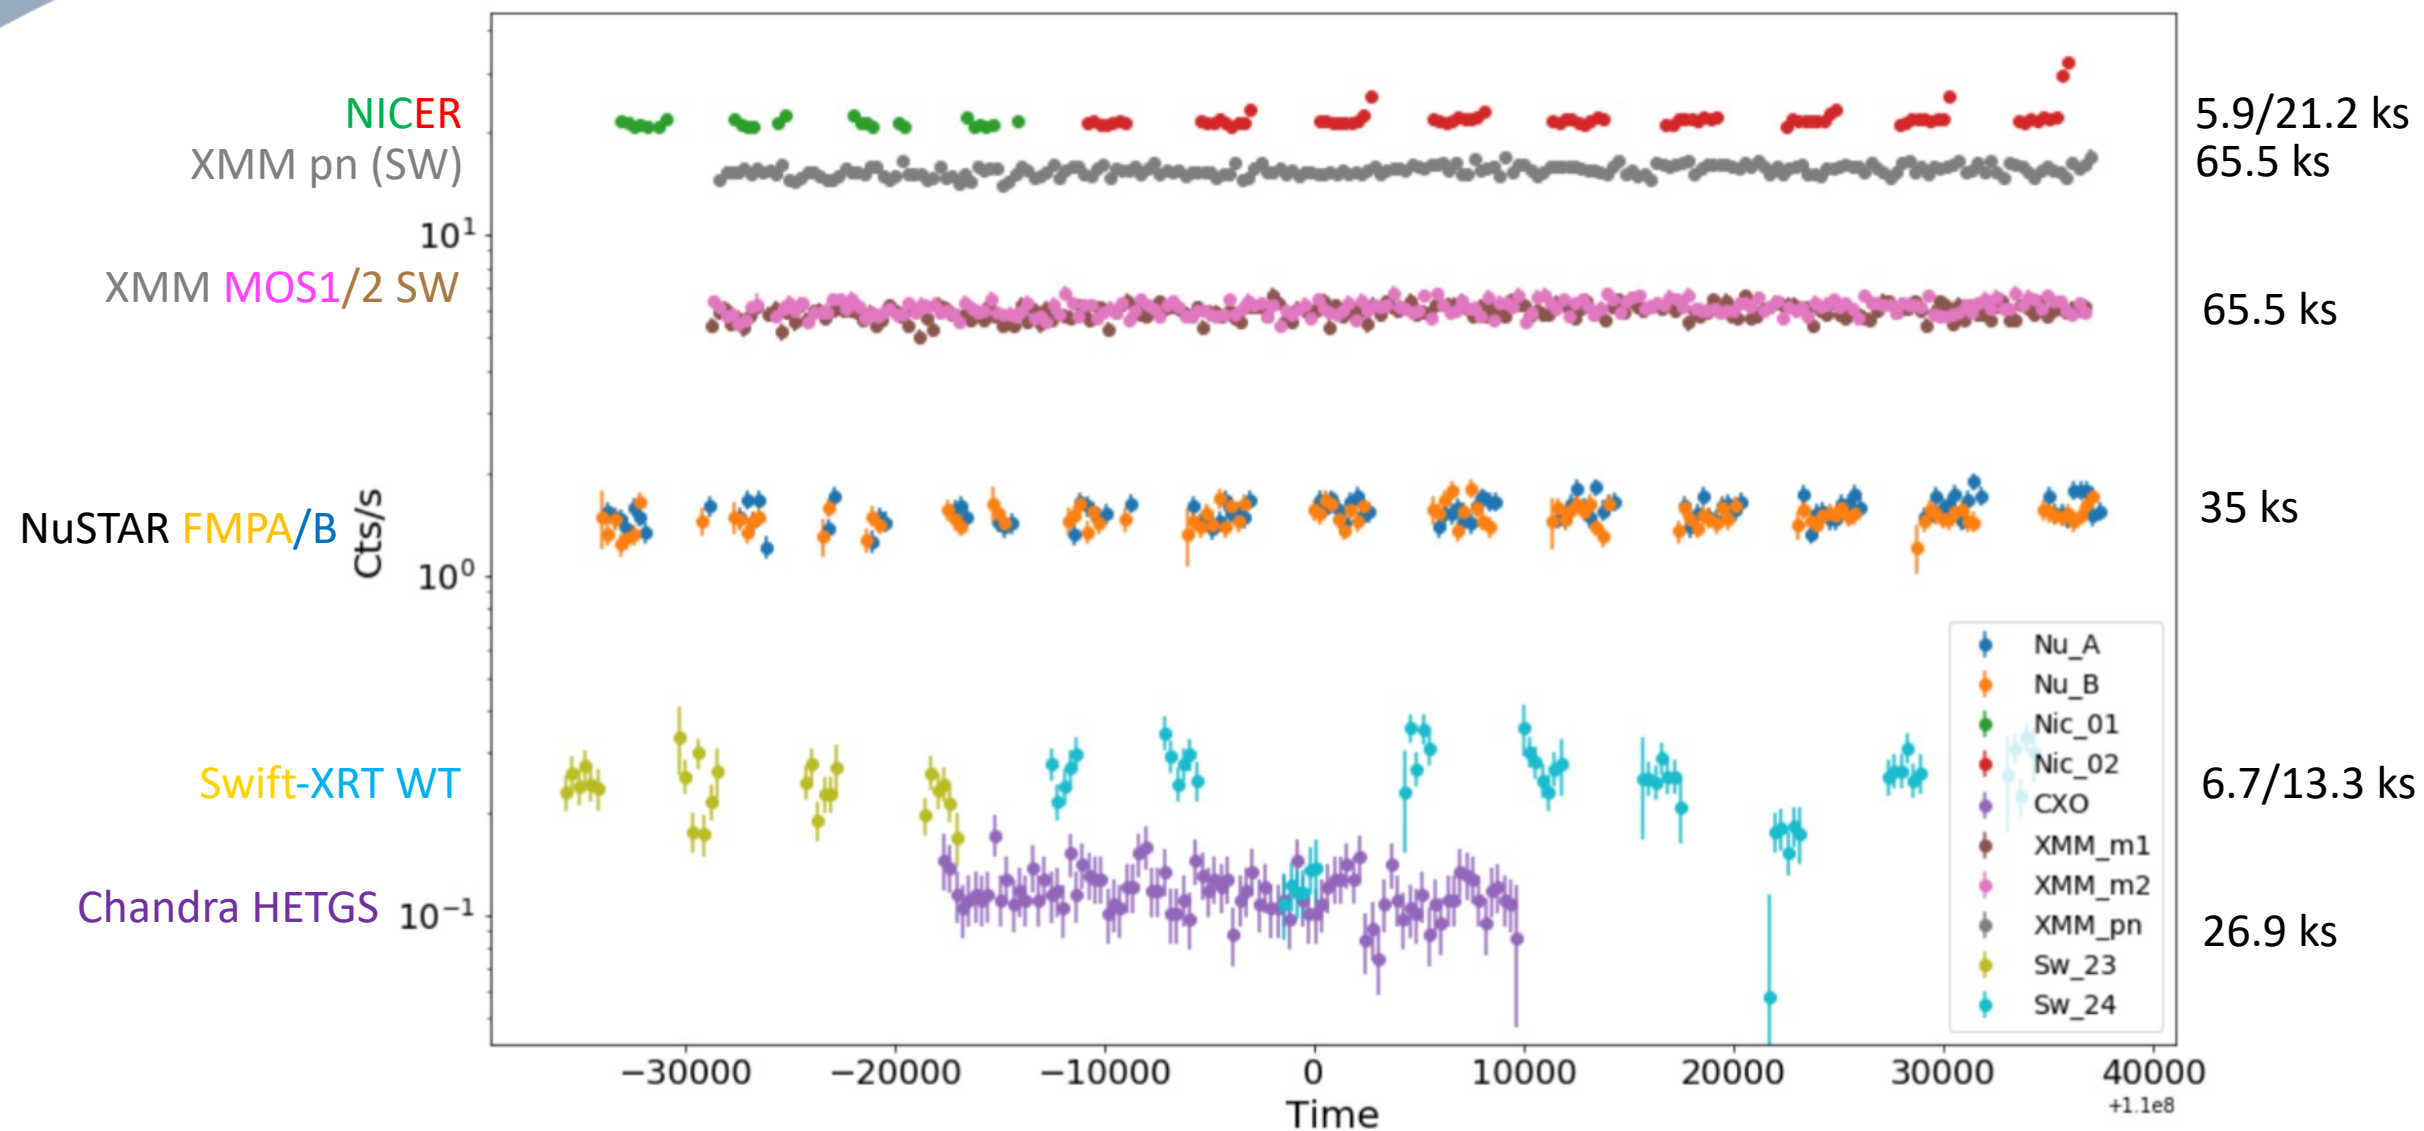 NICER
5.9/21.2 ks
XMM pn (SW)
65.5 ks
10¹
XMM MOS1/2 SW
65.5 ks
NuSTAR FMPA/B
Cts/s
35 ks
10⁰
Nu_A
Nu_B
Nic_01
Nic_02
CXO
XMM_m1
XMM_m2
XMM_pn
Sw_23
Sw_24
Swift-XRT WT
6.7/13.3 ks
Chandra HETGS
10⁻¹
26.9 ks
−30000 −20000 −10000 0 10000 20000 30000 40000
Time
+1.1e8